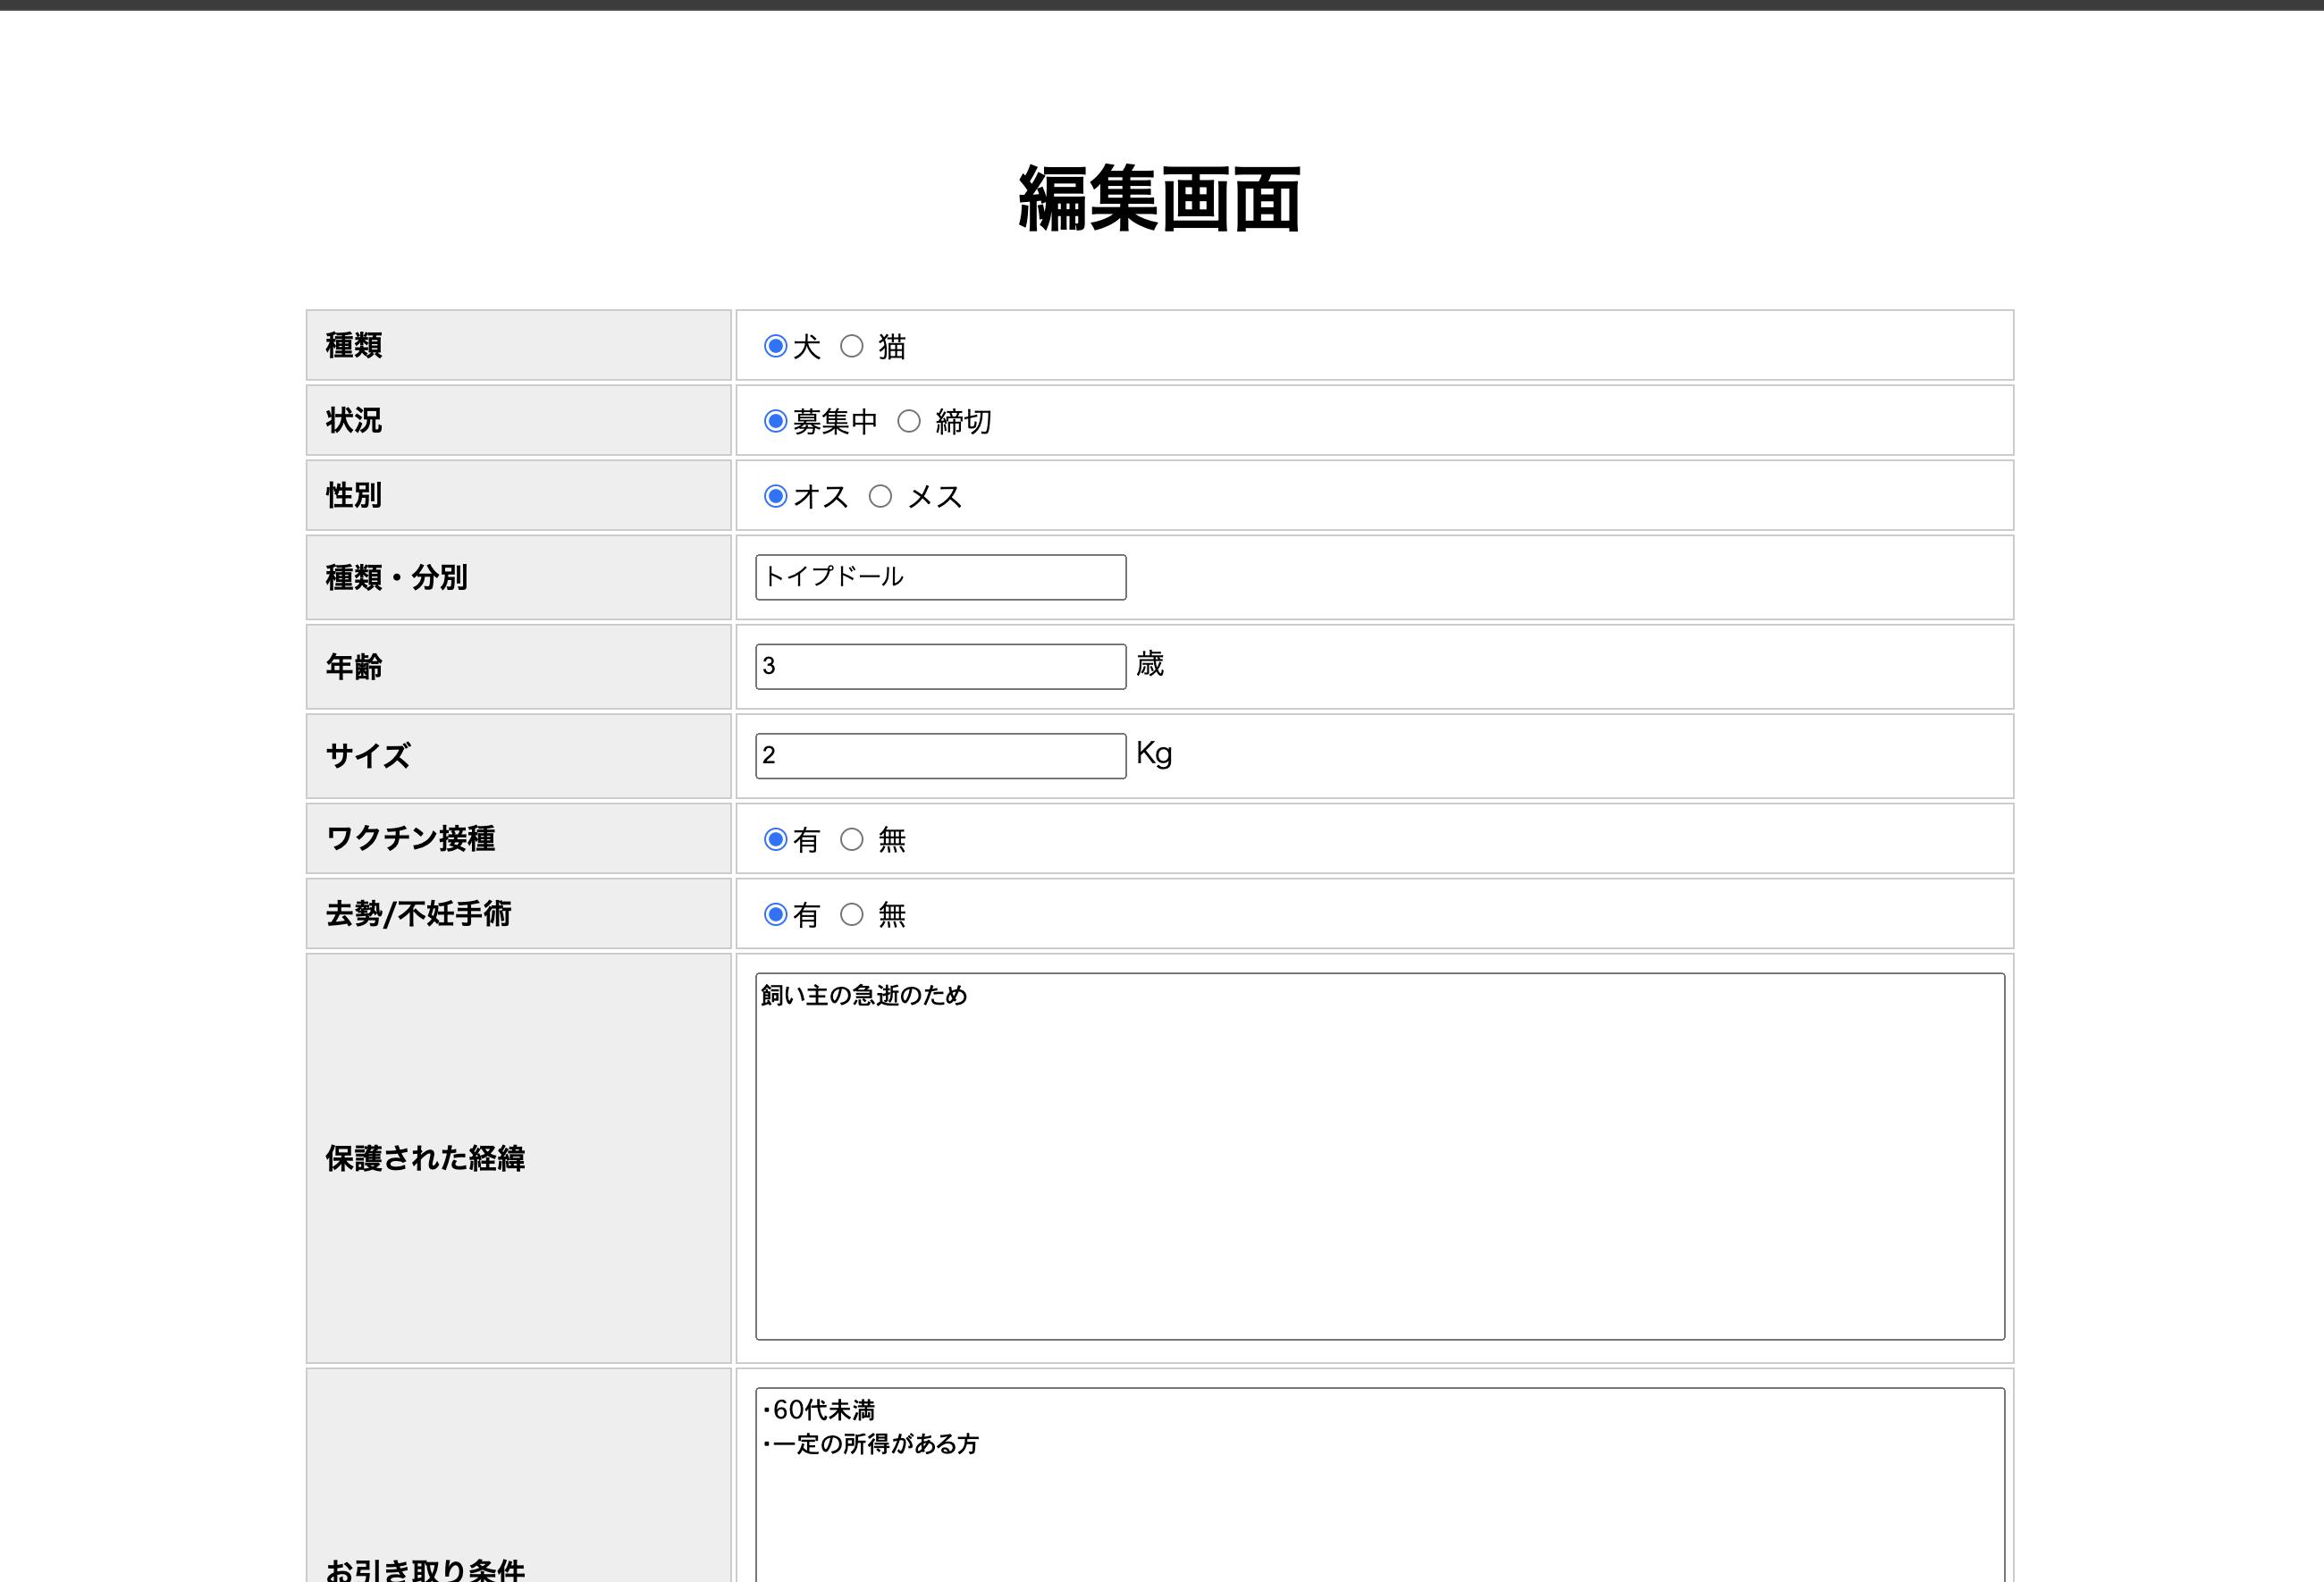 編集画面
種類
犬 猫
状況
募集中 締切
性別
オス メス
種類・分別
トイプドール
年齢
3 歳
サイズ
2 Kg
ワクチン接種
有 無
去勢/不妊手術
有 無
保護された経緯
飼い主の急逝のため
お引き取り条件
・60代未満
・一定の所得がある方